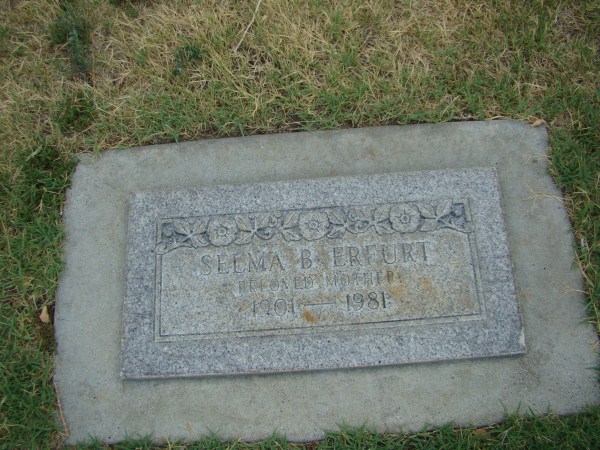 SELMA B. ERFURT
BELOVED MOTHER
1901 — 1981